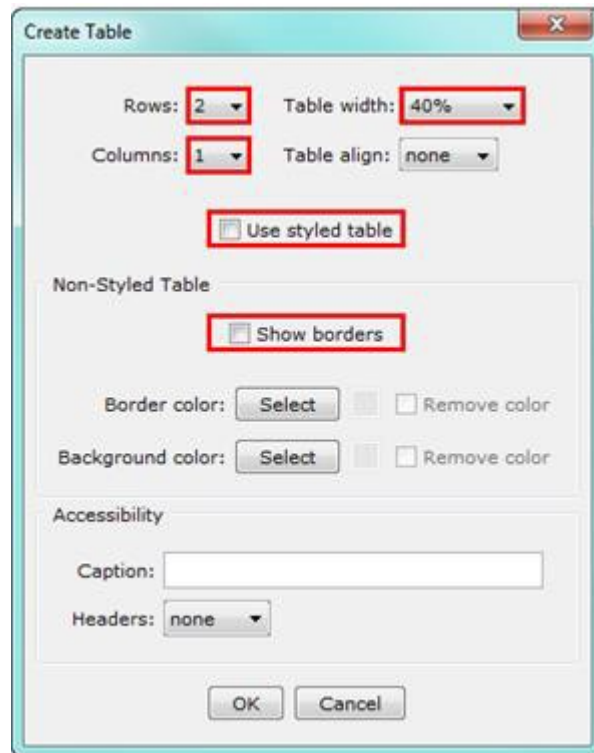 Create Table
Rows: 2 Table width: 40%
Columns: 1 Table align: none
Use styled table
Non-Styled Table
Show borders
Border color: Select Remove color
Background color: Select Remove color
Accessibility
Caption:
Headers: none
OK Cancel